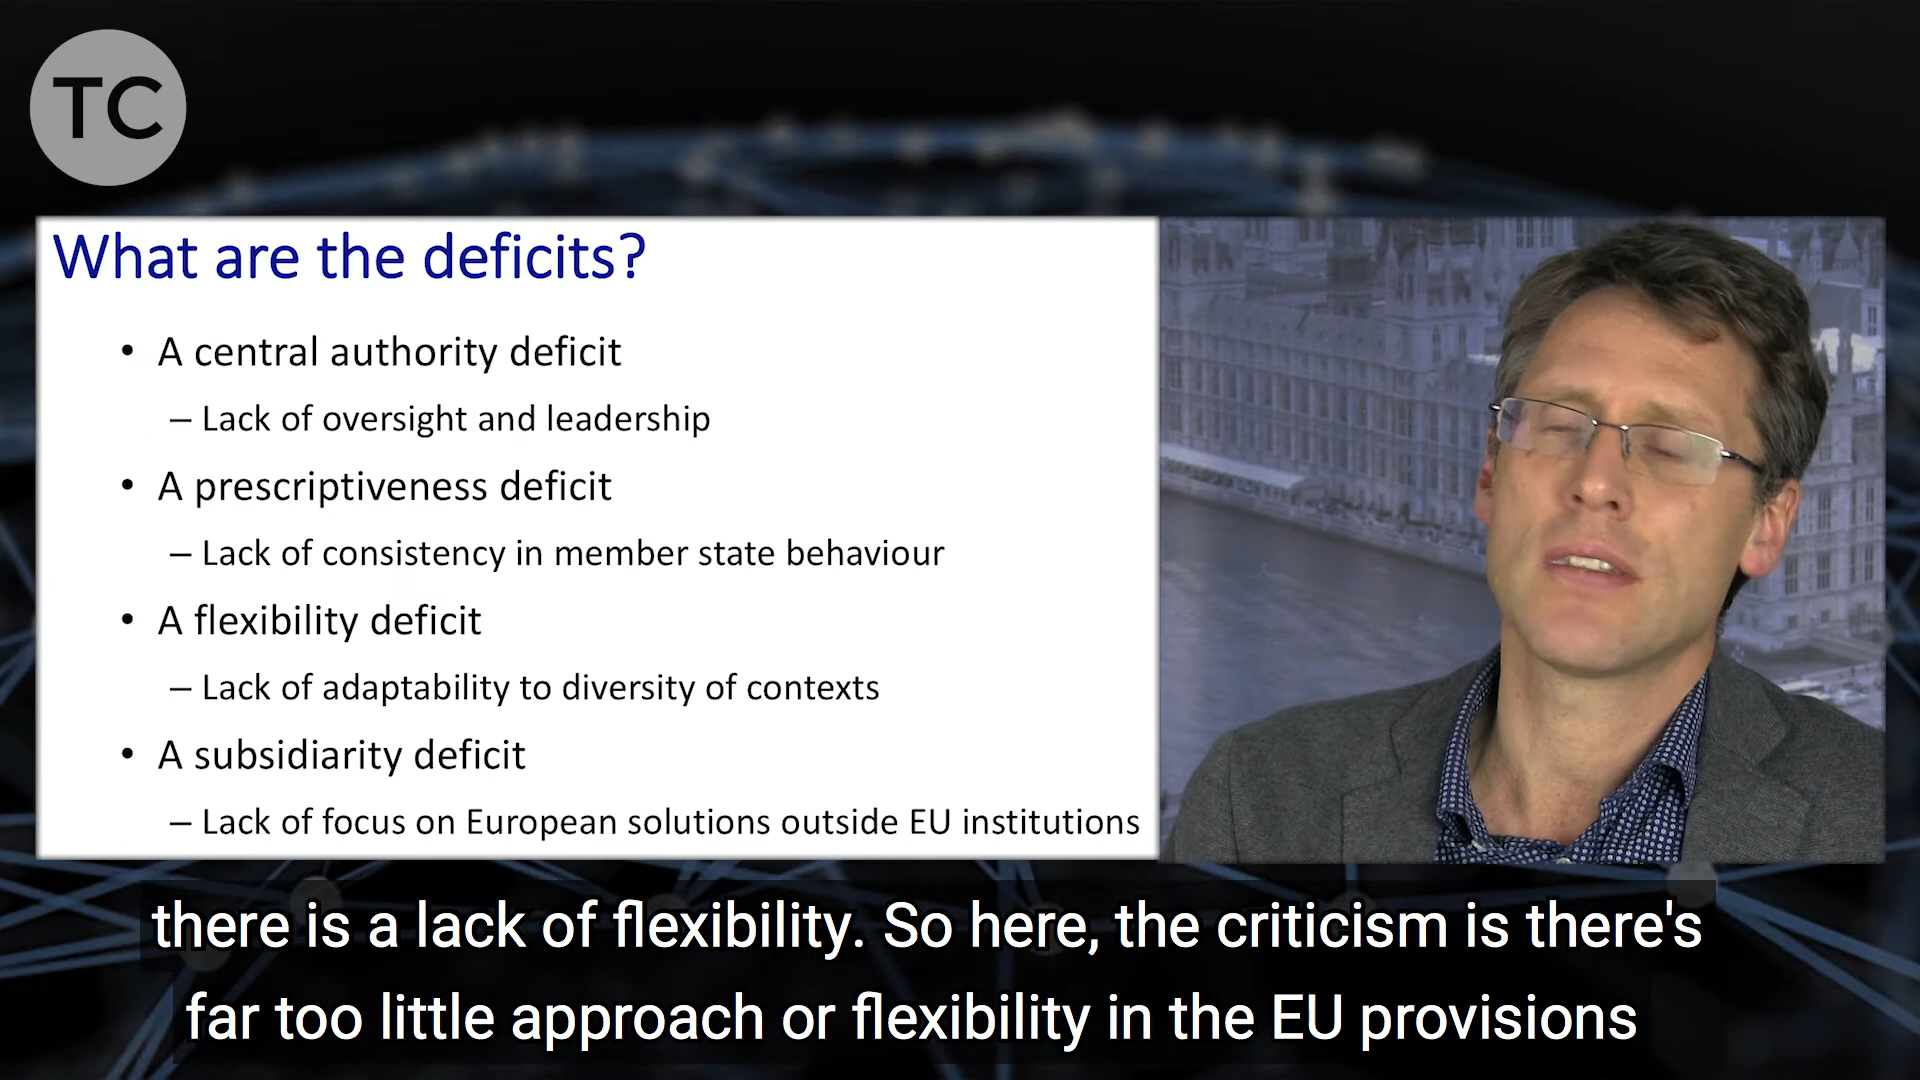 TC
What are the deficits?
• A central authority deficit
– Lack of oversight and leadership
• A prescriptiveness deficit
– Lack of consistency in member state behaviour
• A flexibility deficit
– Lack of adaptability to diversity of contexts
• A subsidiarity deficit
– Lack of focus on European solutions outside EU institutions
there is a lack of flexibility. So here, the criticism is there's
far too little approach or flexibility in the EU provisions